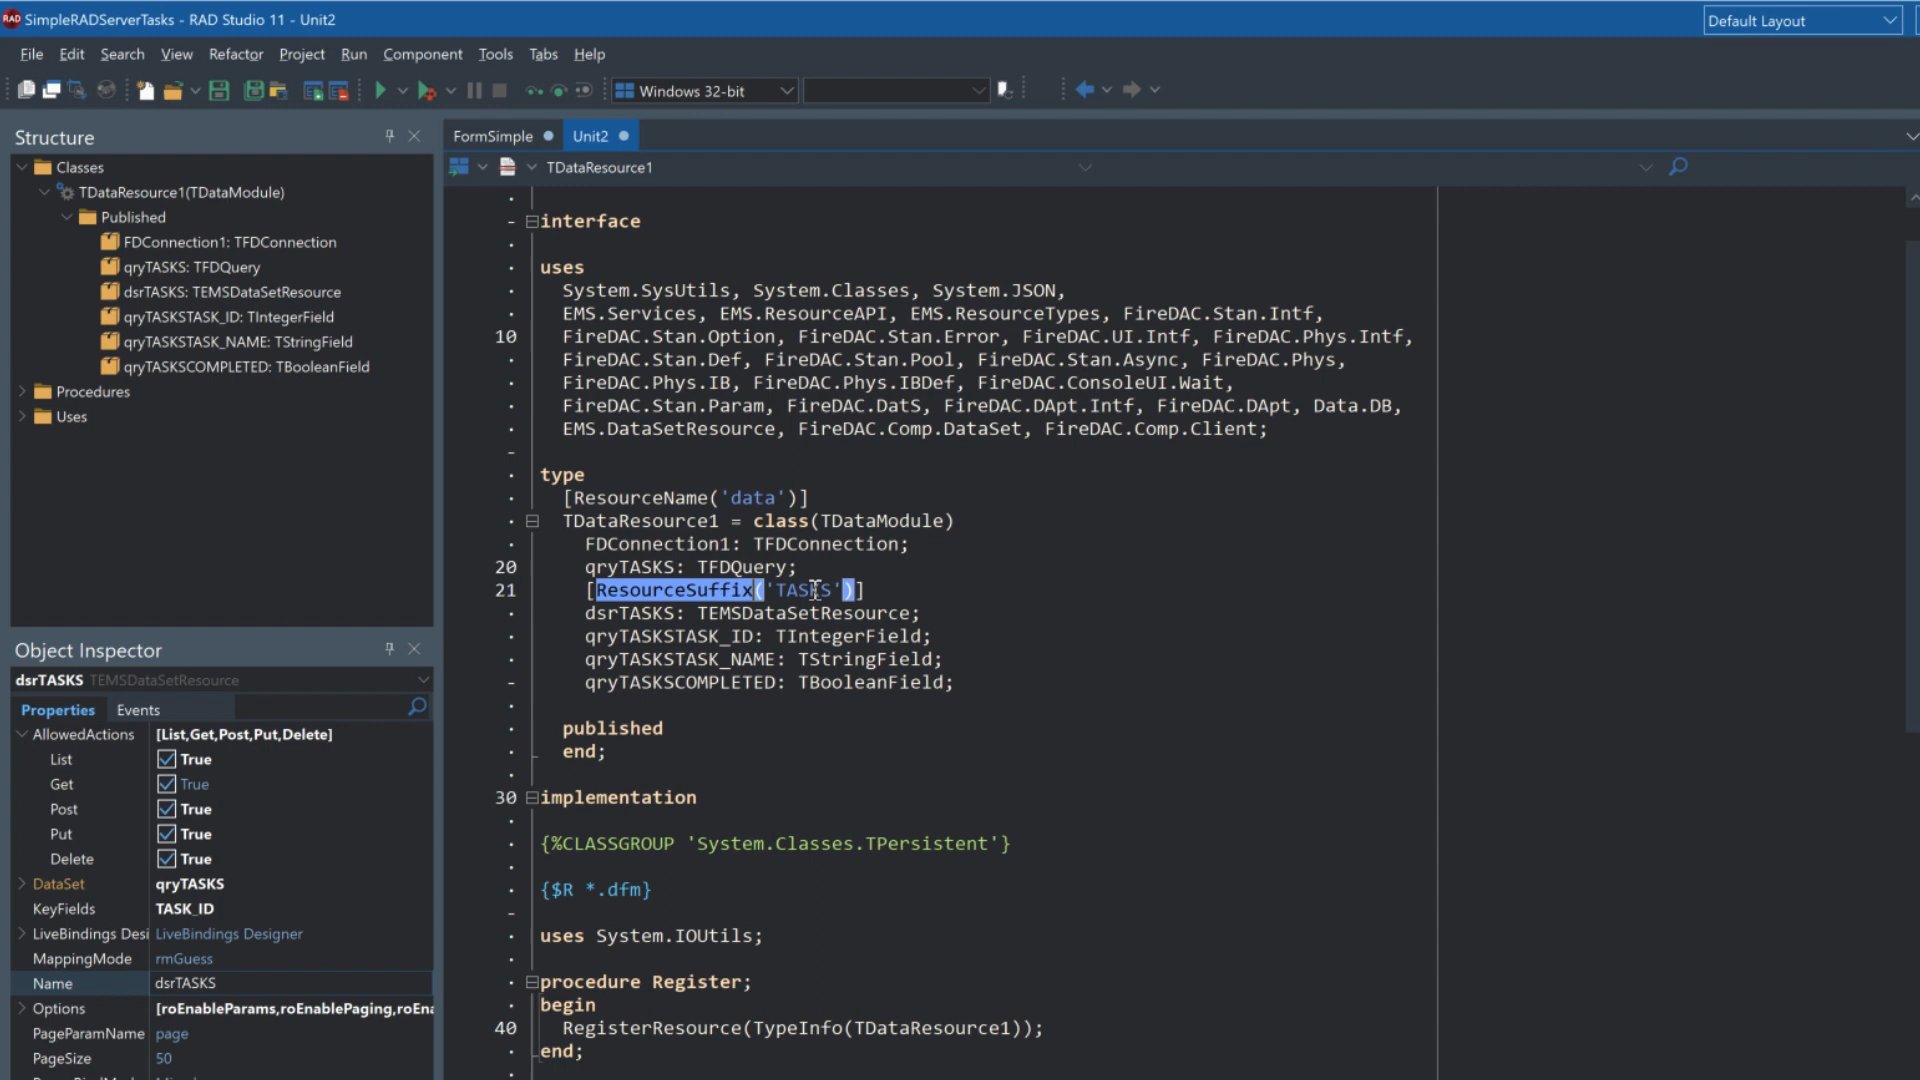 RAD SimpleRADServerTasks - RAD Studio 11 - Unit2
Default Layout
File Edit Search View Refactor Project Run Component Tools Tabs Help
Windows 32-bit
Structure
Classes
TDataResource1(TDataModule)
Published
FDConnection1: TFDConnection
qryTASKS: TFDQuery
dsrTASKS: TEMSDataSetResource
qryTASKSTASK_ID: TIntegerField
qryTASKSTASK_NAME: TStringField
qryTASKSCOMPLETED: TBooleanField
Procedures
Uses
Object Inspector
dsrTASKS TEMSDataSetResource
Properties Events
AllowedActions [List,Get,Post,Put,Delete]
List True
Get True
Post True
Put True
Delete True
DataSet qryTASKS
KeyFields TASK_ID
LiveBindings Desi LiveBindings Designer
MappingMode rmGuess
Name dsrTASKS
Options [roEnableParams,roEnablePaging,roEna
PageParamName page
PageSize 50
FormSimple Unit2
TDataResource1
interface
uses
System.SysUtils, System.Classes, System.JSON,
EMS.Services, EMS.ResourceAPI, EMS.ResourceTypes, FireDAC.Stan.Intf,
10 FireDAC.Stan.Option, FireDAC.Stan.Error, FireDAC.UI.Intf, FireDAC.Phys.Intf,
FireDAC.Stan.Def, FireDAC.Stan.Pool, FireDAC.Stan.Async, FireDAC.Phys,
FireDAC.Phys.IB, FireDAC.Phys.IBDef, FireDAC.ConsoleUI.Wait,
FireDAC.Stan.Param, FireDAC.DatS, FireDAC.DApt.Intf, FireDAC.DApt, Data.DB,
EMS.DataSetResource, FireDAC.Comp.DataSet, FireDAC.Comp.Client;
type
[ResourceName('data')]
TDataResource1 = class(TDataModule)
FDConnection1: TFDConnection;
20 qryTASKS: TFDQuery;
21 [ResourceSuffix('TASKS')]
dsrTASKS: TEMSDataSetResource;
qryTASKSTASK_ID: TIntegerField;
qryTASKSTASK_NAME: TStringField;
qryTASKSCOMPLETED: TBooleanField;
published
end;
30 implementation
{%CLASSGROUP 'System.Classes.TPersistent'}
{$R *.dfm}
uses System.IOUtils;
procedure Register;
begin
40 RegisterResource(TypeInfo(TDataResource1));
end;